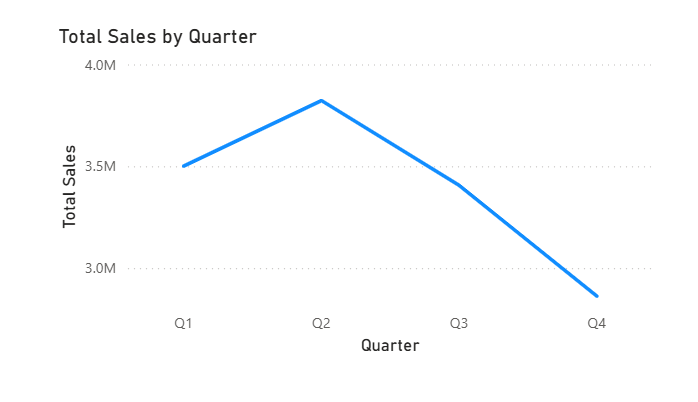 Total Sales by Quarter
4.0M
3.5M
3.0M
Total Sales
Q1 Q2 Q3 Q4
Quarter